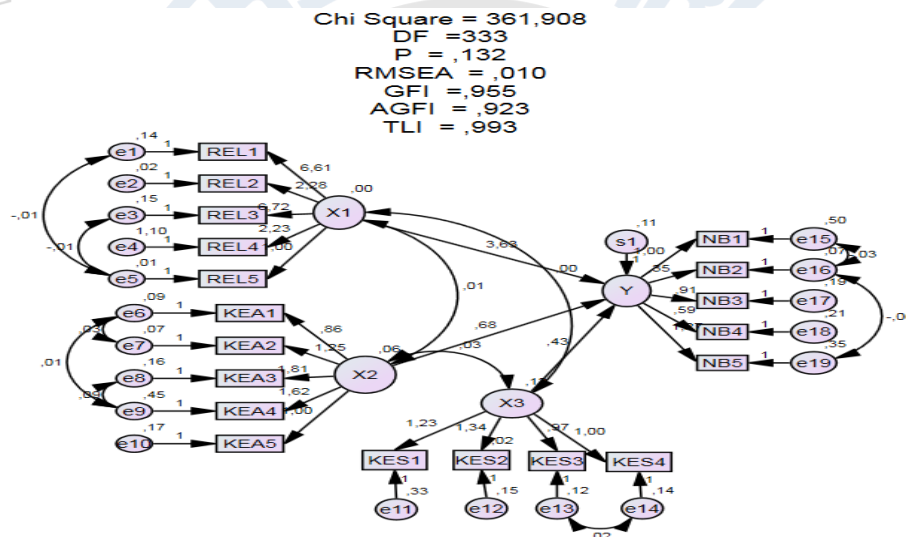 Chi Square = 361,908
DF =333
P = ,132
RMSEA = ,010
GFI =,955
AGFI =,923
TLI =,993
,14
e1 1 REL1
6,61
,02
e2 1 REL2
2,28
,00
,15
e3 1 REL3
6,72
X1
1,10
e4 1 REL4
2,23
-,01
-,01
,01
e5 1 REL5
,00
3,63
,00
,01
,11
s1
1
1,00
NB1
1
e15
,50
,35
NB2
1
e16
,07
,03
Y
,91
NB3
1
e17
,19
,59
NB4
1
e18
,21
NB5
1
e19
,35
-,0
,09
e6 1 KEA1
,86
,03
,07
e7 1 KEA2
1,25
,06
,68
,03
,43
,01
,16
e8 1 KEA3
1,81
X2
,45
e9 1 KEA4
1,62
,00
,17
e10 1 KEA5
X3
1,23
1,34
,02
,97
1,00
KES1
KES2
KES3
KES4
1
1
1
1
,33
,15
,12
,14
e11
e12
e13
e14